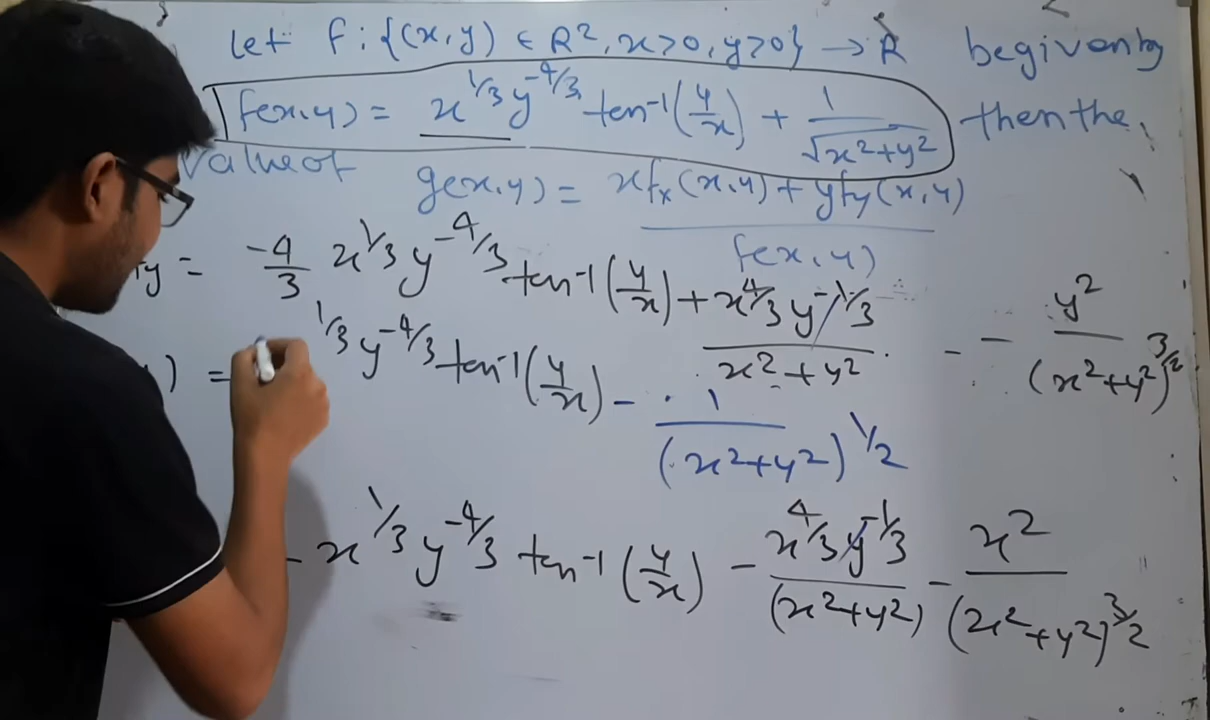 Let f : {(x,y) ∈ R², x>0, y>0} → R be given by
f(x,y) = x^{1/3} y^{-4/3} tan⁻¹(y/x) + 1/√(x²+y²) then the
value of g(x,y) = (x f_x(x,y) + y f_y(x,y)) / f(x,y)
y = -4/3 x^{1/3} y^{-4/3} tan⁻¹(y/x) + (x^{4/3} y^{-1/3})/(x²+y²) - - y²/(x²+y²)^{3/2}
) = ^{1/3} y^{-4/3} tan⁻¹(y/x) - 1/(x²+y²)^{1/2}
- x^{1/3} y^{-4/3} tan⁻¹(y/x) - (x^{4/3} y^{-1/3})/(x²+y²) - x²/(x²+y²)^{3/2}